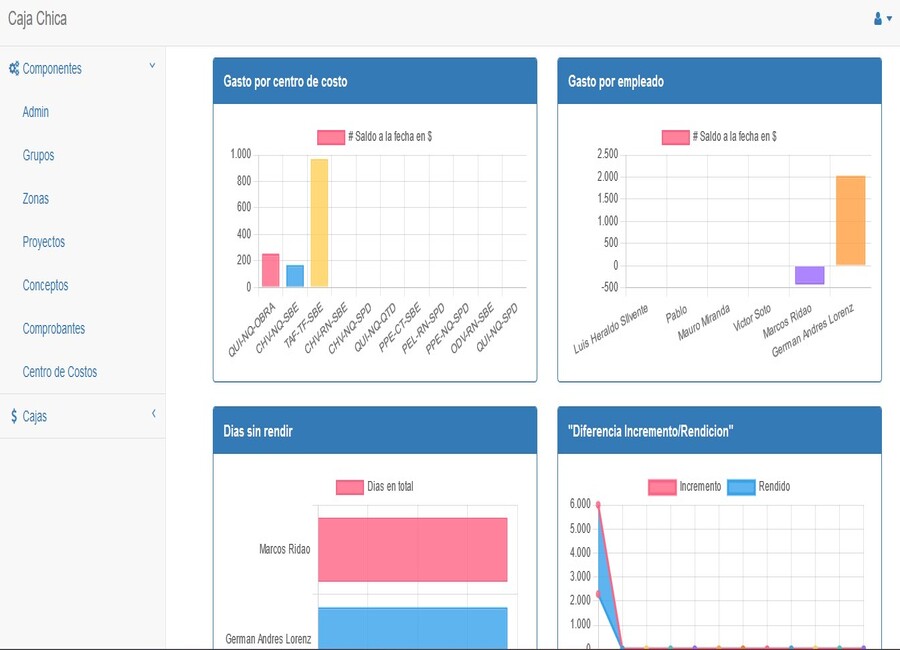 Caja Chica
Componentes
Admin
Grupos
Zonas
Proyectos
Conceptos
Comprobantes
Centro de Costos
$ Cajas
Gasto por centro de costo
# Saldo a la fecha en $
1.000
800
600
400
200
0
QUI-NQ-OBRA
CHV-NQ-SBE
TAF-TF-SBE
CHV-RN-SBE
CHV-NQ-SPD
QUI-NQ-QTD
PPE-CT-SBE
PEL-RN-SPD
PPE-NQ-SPD
ODV-RN-SBE
QUI-NQ-SPD
Gasto por empleado
# Saldo a la fecha en $
2.500
2.000
1.500
1.000
500
0
-500
Luis Heraldo Silvente
Pablo
Mauro Miranda
Victor Soto
Marcos Ridao
German Andres Lorenz
Dias sin rendir
Dias en total
Marcos Ridao
German Andres Lorenz
"Diferencia Incremento/Rendicion"
Incremento Rendido
6.000
5.000
4.000
3.000
2.000
1.000
0